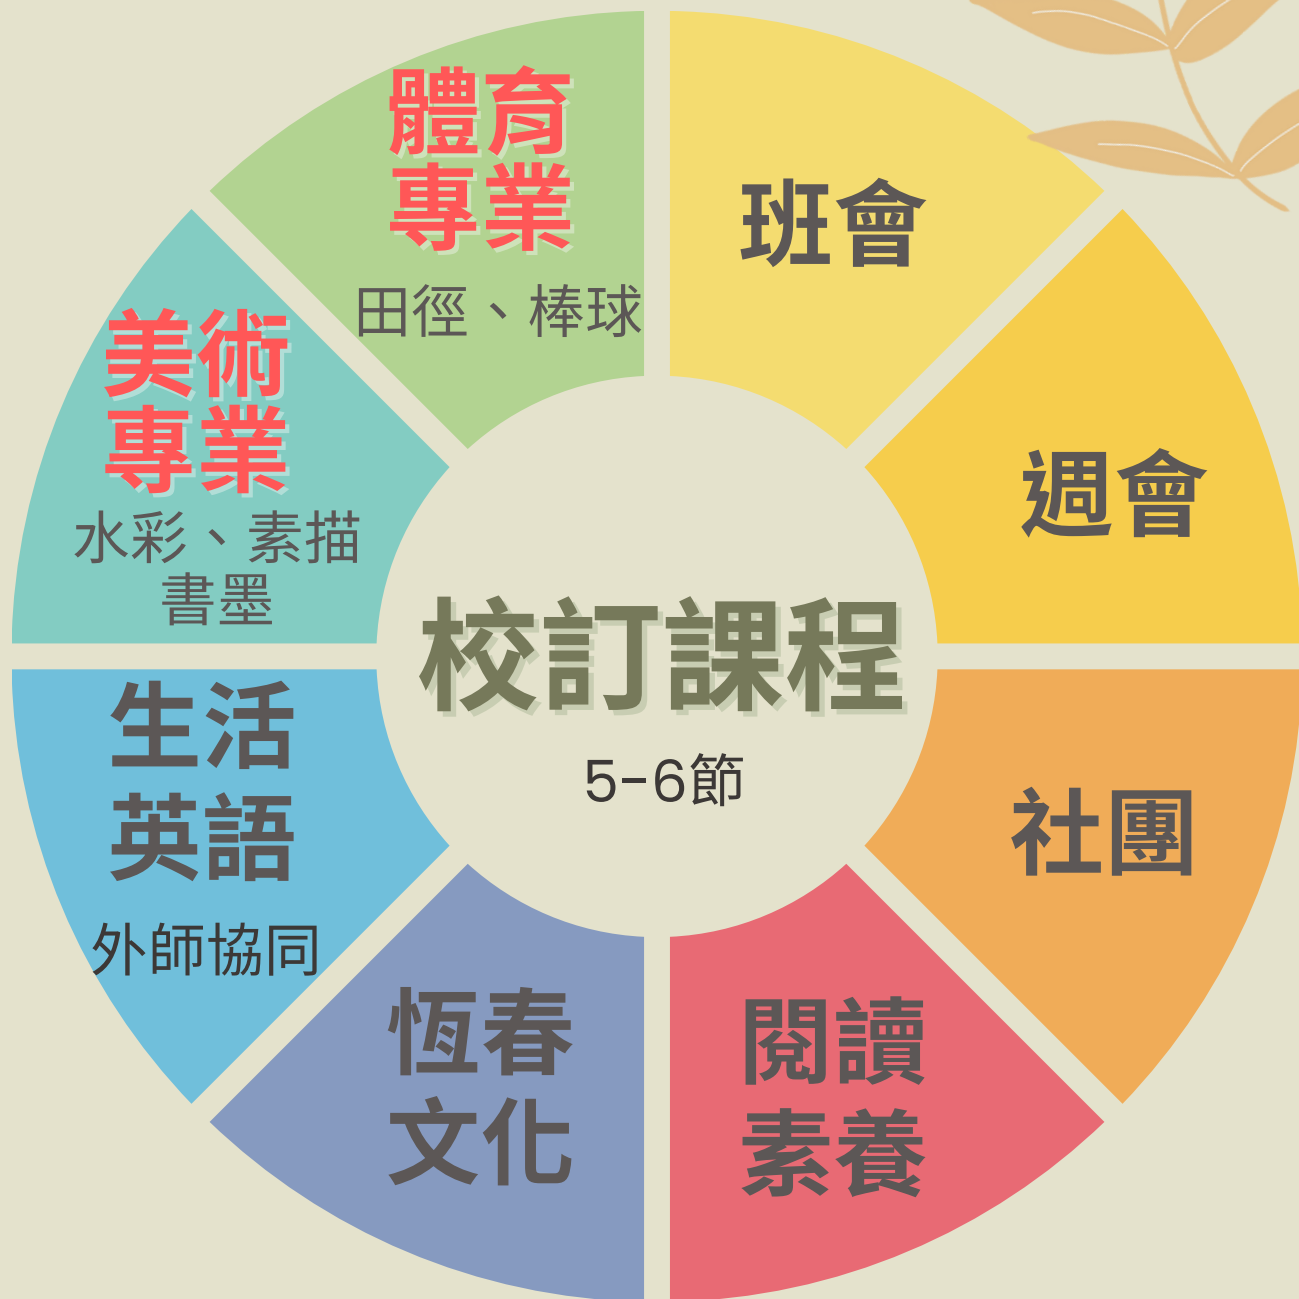 校訂課程
5-6節
班會
週會
社團
閱讀
素養
恆春
文化
生活
英語
外師協同
美術
專業
水彩、素描
書墨
體育
專業
田徑、棒球